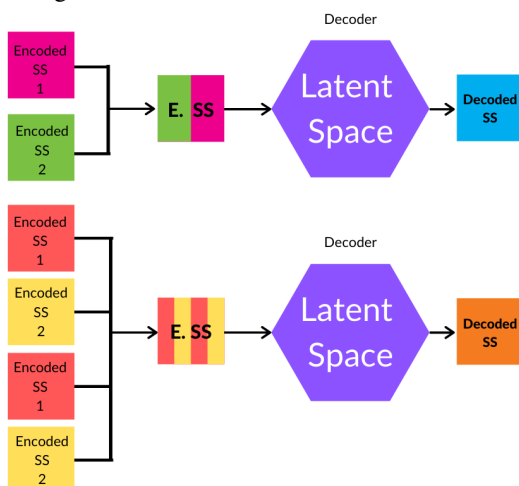 Decoder
Encoded
SS
1
E. SS
Latent
Space
Decoded
SS
Encoded
SS
2
Decoder
Encoded
SS
1
Encoded
SS
2
E. SS
Latent
Space
Decoded
SS
Encoded
SS
1
Encoded
SS
2